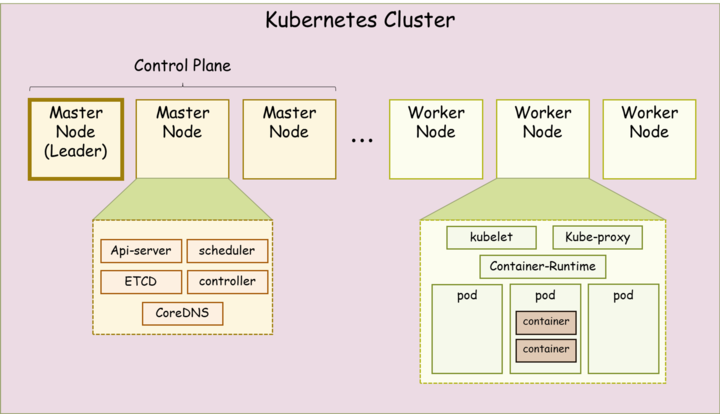 Kubernetes Cluster
Control Plane
Master
Node
(Leader)
Master
Node
Master
Node
...
Worker
Node
Worker
Node
Worker
Node
Api-server
scheduler
ETCD
controller
CoreDNS
kubelet
Kube-proxy
Container-Runtime
pod
pod
pod
container
container